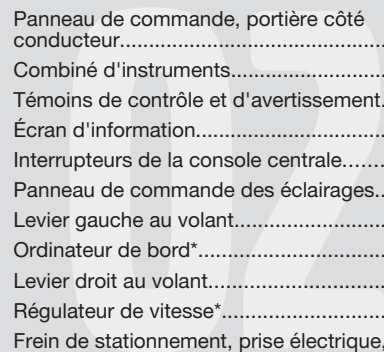 Panneau de commande, portière côté
conducteur....................................
Combiné d'instruments.......................
Témoins de contrôle et d'avertissement.
Écran d'information............................
Interrupteurs de la console centrale.......
Panneau de commande des éclairages..
Levier gauche au volant......................
Ordinateur de bord*............................
Levier droit au volant..........................
Régulateur de vitesse*........................
Frein de stationnement, prise électrique,
02